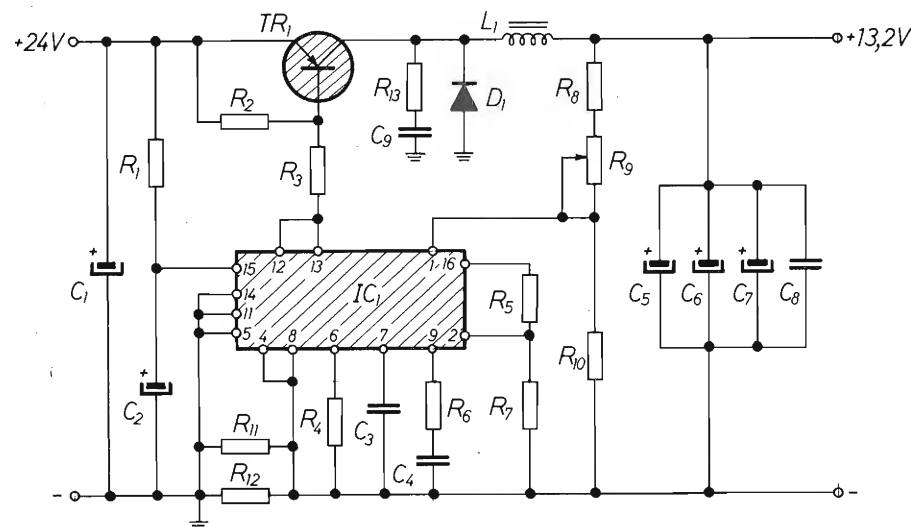 TR1
L1
+24V
+13,2V
R2
R13
D1
R8
C9
R1
R3
R9
12 13 1 16
15
14
IC1
11
5 4 8 6 7 9 2
R5
C1
C5
C6
C7
C8
R10
C2
R11
R4
C3
R6
R7
R12
C4
+
+
+
+
+
-
-